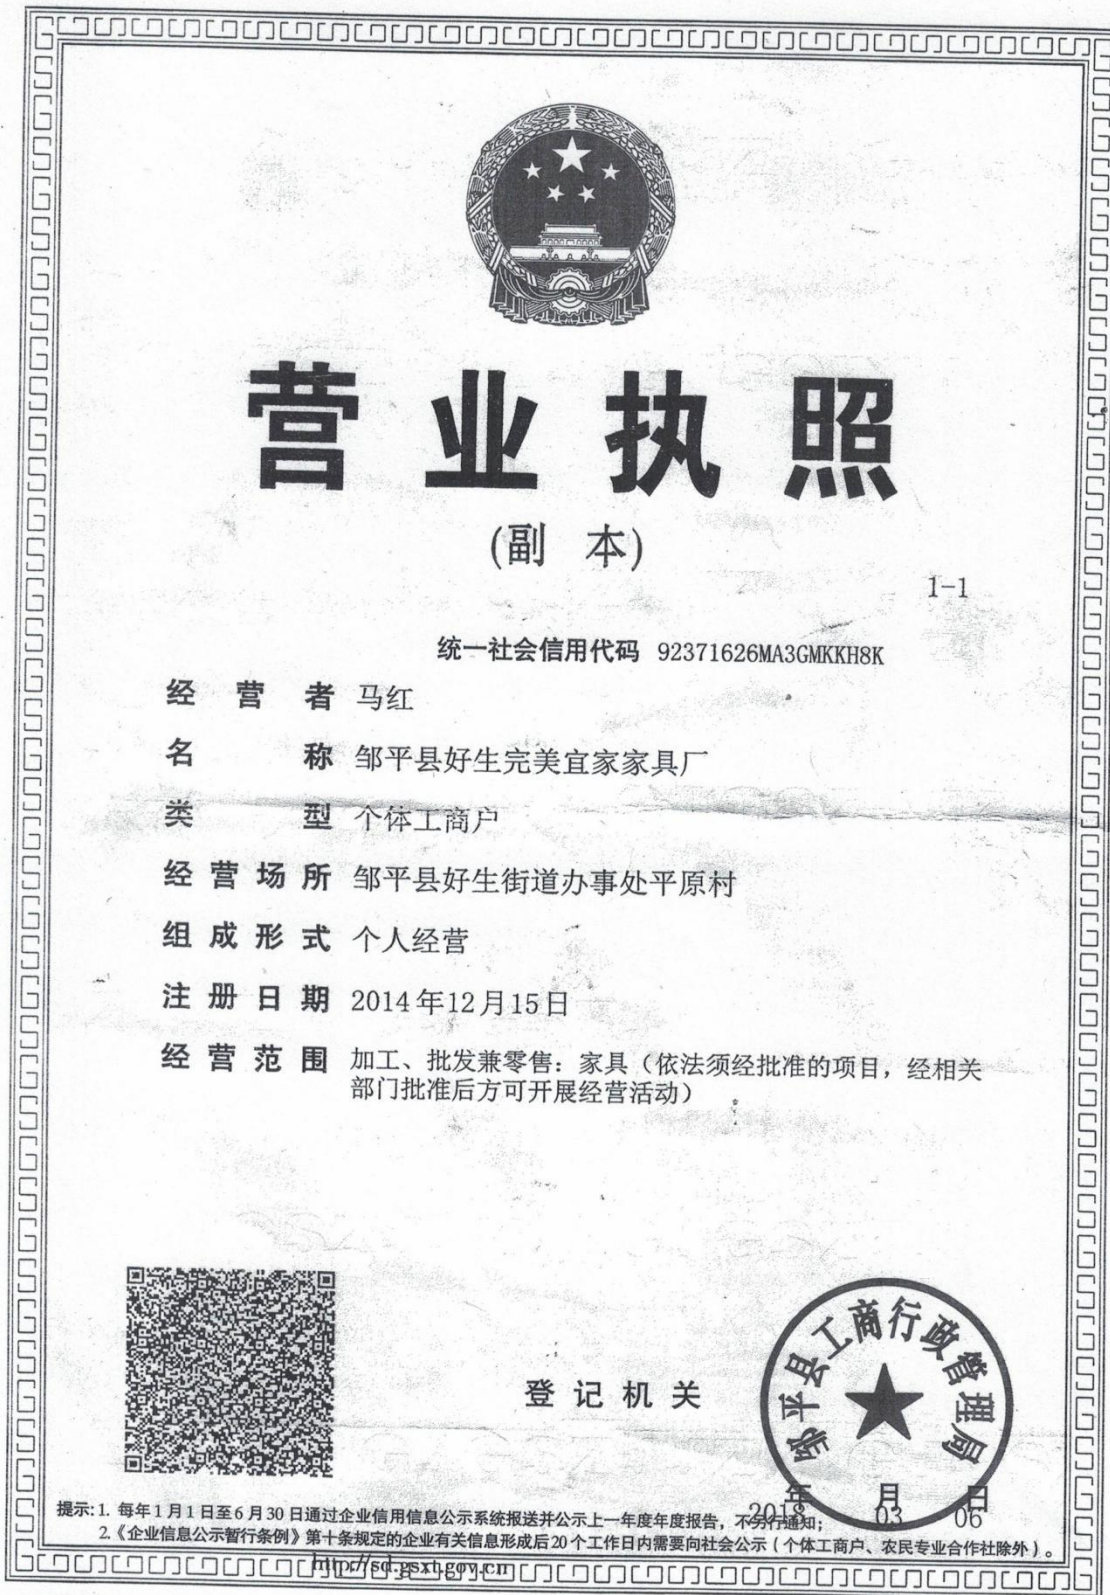 营业执照
(副 本)
1-1
统一社会信用代码 92371626MA3GMKKH8K
经营者 马红
名称 邹平县好生完美宜家家具厂
类型 个体工商户
经营场所 邹平县好生街道办事处平原村
组成形式 个人经营
注册日期 2014年12月15日
经营范围 加工、批发兼零售：家具（依法须经批准的项目，经相关
部门批准后方可开展经营活动）
邹平县工商行政管理局
登记机关
年 月 日
2018 03 06
提示：1. 每年1月1日至6月30日通过企业信用信息公示系统报送并公示上一年度年度报告，不另行通知；
2.《企业信息公示暂行条例》第十条规定的企业有关信息形成后20个工作日内需要向社会公示（个体工商户、农民专业合作社除外）。
http://sd.gsxt.gov.cn